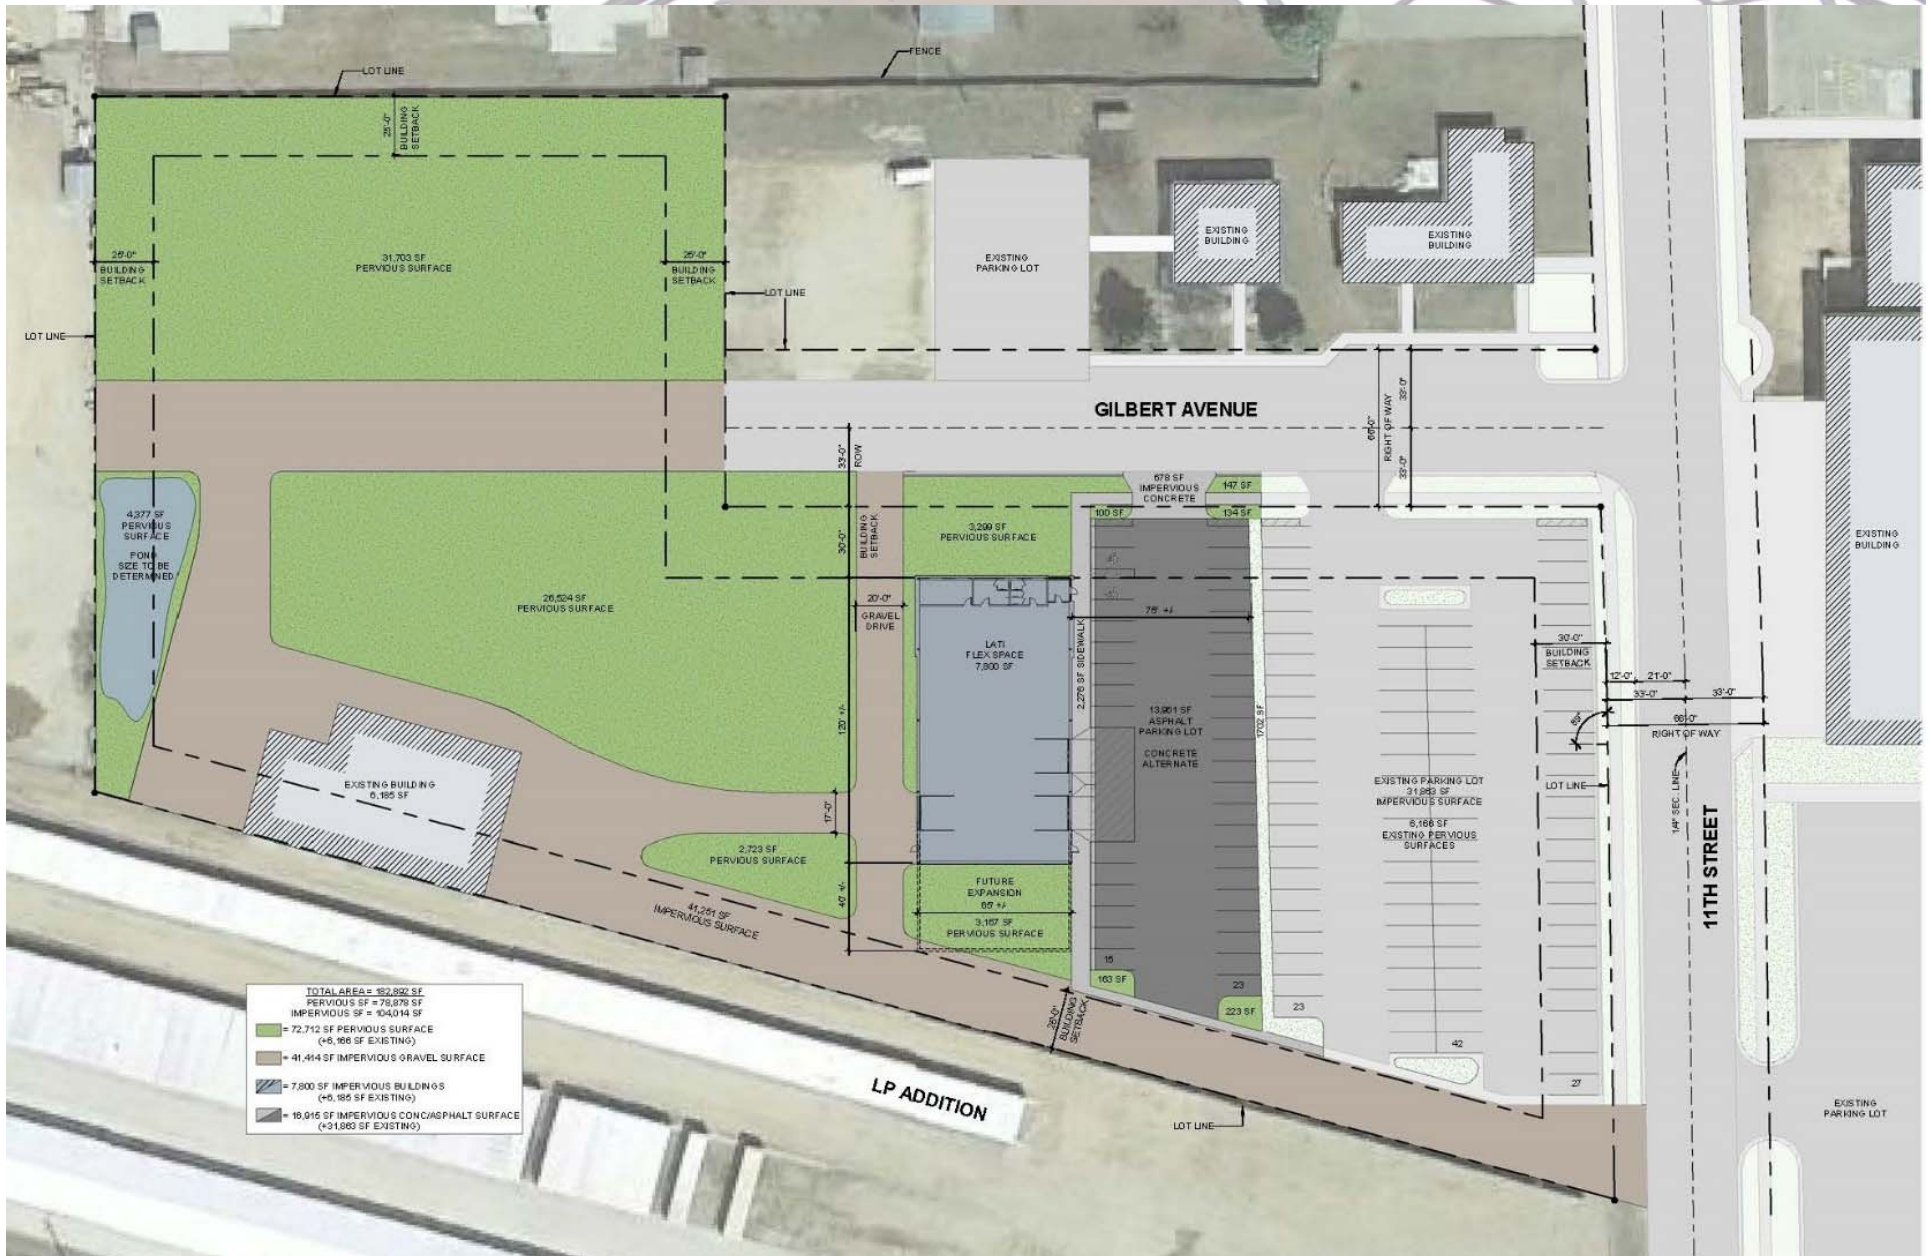 LOT LINE
FENCE
25'-0"
BUILDING
SETBACK
25'-0"
BUILDING
SETBACK
31,703 SF
PERVIOUS SURFACE
25'-0"
BUILDING
SETBACK
LOT LINE
LOT LINE
EXISTING
PARKING LOT
EXISTING
BUILDING
EXISTING
BUILDING
GILBERT AVENUE
33'-0"
ROW
66'-0"
RIGHT OF WAY
33'-0"
33'-0"
4,377 SF
PERVIOUS
SURFACE
POND
SIZE TO BE
DETERMINED
26,524 SF
PERVIOUS SURFACE
30'-0"
BUILDING
SETBACK
3,299 SF
PERVIOUS SURFACE
678 SF
IMPERVIOUS
CONCRETE
147 SF
100 SF
134 SF
EXISTING
BUILDING
20'-0"
GRAVEL
DRIVE
LATI
FLEX SPACE
7,800 SF
75' +/-
2,276 SF SIDEWALK
30'-0"
BUILDING
SETBACK
12'-0"
21'-0"
33'-0"
33'-0"
66'-0"
RIGHT OF WAY
89°
120' +/-
13,961 SF
ASPHALT
PARKING LOT
CONCRETE
ALTERNATE
1702 SF
EXISTING PARKING LOT
31,863 SF
IMPERVIOUS SURFACE
6,166 SF
EXISTING PERVIOUS
SURFACES
LOT LINE
1/4" SEC. LINE
11TH STREET
EXISTING BUILDING
6,185 SF
17'-0"
2,723 SF
PERVIOUS SURFACE
40' +/-
FUTURE
EXPANSION
65' +/-
3,167 SF
PERVIOUS SURFACE
41,251 SF
IMPERVIOUS SURFACE
15
163 SF
23
223 SF
23
42
27
25'-0"
BUILDING
SETBACK
TOTAL AREA = 182,892 SF
PERVIOUS SF = 78,878 SF
IMPERVIOUS SF = 104,014 SF
= 72,712 SF PERVIOUS SURFACE
(+6,166 SF EXISTING)
= 41,414 SF IMPERVIOUS GRAVEL SURFACE
= 7,800 SF IMPERVIOUS BUILDINGS
(+6,185 SF EXISTING)
= 16,915 SF IMPERVIOUS CONC/ASPHALT SURFACE
(+31,863 SF EXISTING)
LP ADDITION
LOT LINE
EXISTING
PARKING LOT